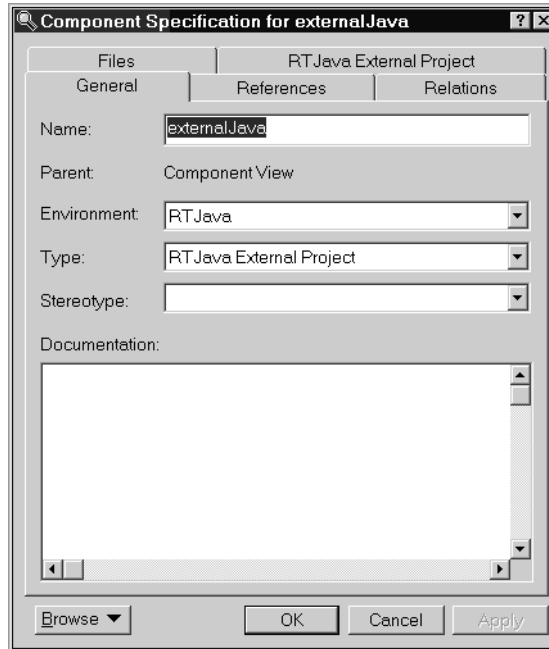 Component Specification for externalJava
Files RTJava External Project
General References Relations
Name: externalJava
Parent: Component View
Environment: RTJava
Type: RTJava External Project
Stereotype:
Documentation:
Browse OK Cancel Apply